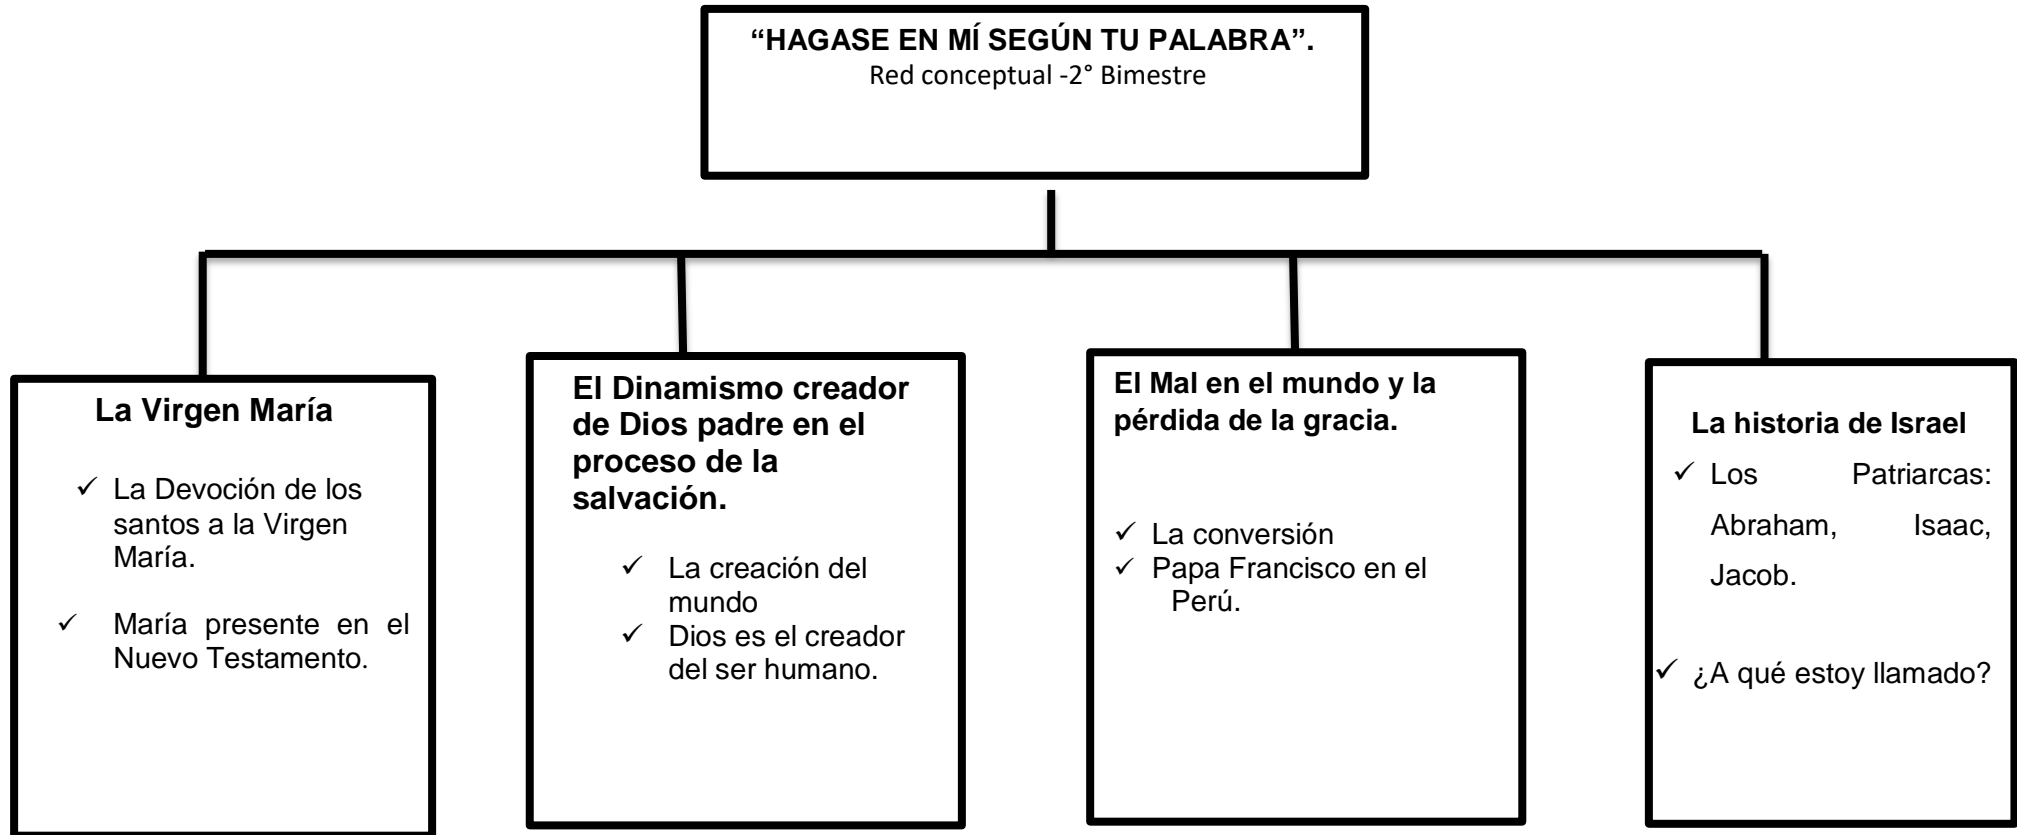 “HAGASE EN MÍ SEGÚN TU PALABRA”.
Red conceptual -2° Bimestre
La Virgen María
✓ La Devoción de los
santos a la Virgen
María.
✓ María presente en el
Nuevo Testamento.
El Dinamismo creador
de Dios padre en el
proceso de la
salvación.
✓ La creación del
mundo
✓ Dios es el creador
del ser humano.
El Mal en el mundo y la
pérdida de la gracia.
✓ La conversión
✓ Papa Francisco en el
Perú.
La historia de Israel
✓ Los Patriarcas:
Abraham, Isaac,
Jacob.
✓ ¿A qué estoy llamado?